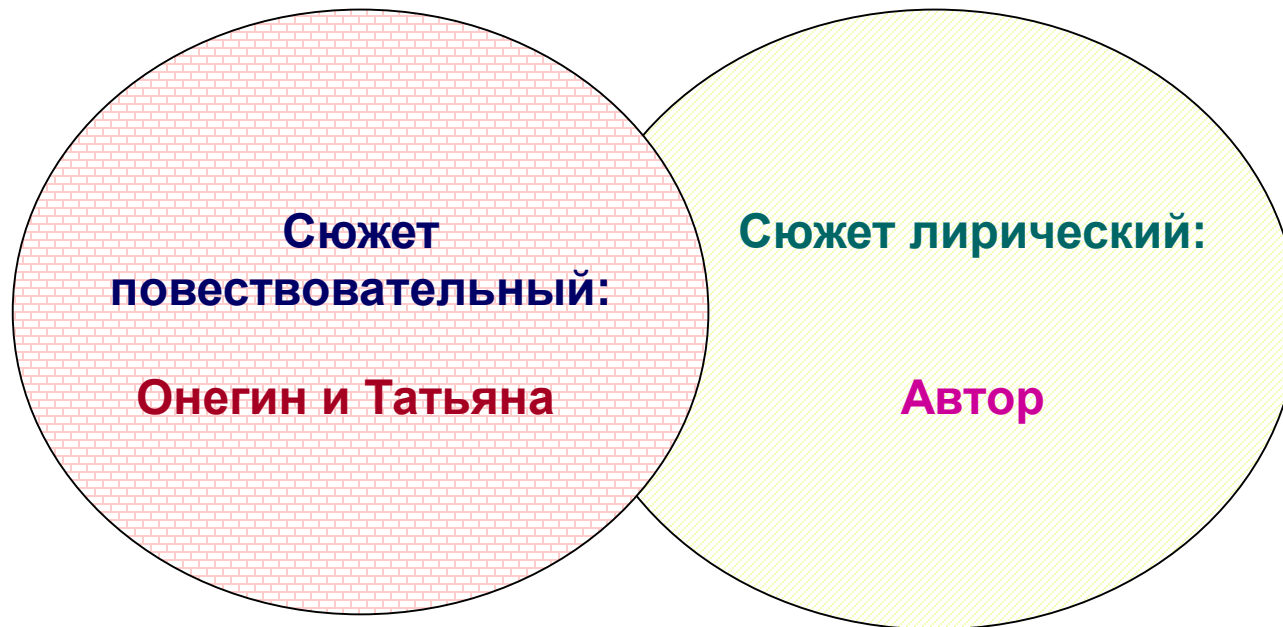 Сюжет
повествовательный:
Онегин и Татьяна
Сюжет лирический:
Автор